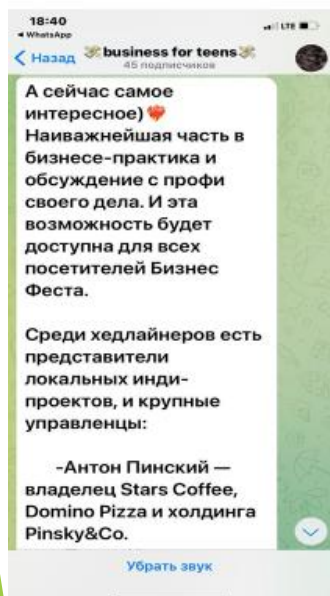 18:40
LTE
WhatsApp
Назад
💸business for teens💸
45 подписчиков
А сейчас самое
интересное)❤️‍🔥
Наиважнейшая часть в
бизнесе-практика и
обсуждение с профи
своего дела. И эта
возможность будет
доступна для всех
посетителей Бизнес
Феста.
Среди хедлайнеров есть
представители
локальных инди-
проектов, и крупные
управленцы:
-Антон Пинский —
владелец Stars Coffee,
Domino Pizza и холдинга
Pinsky&Co.
Убрать звук